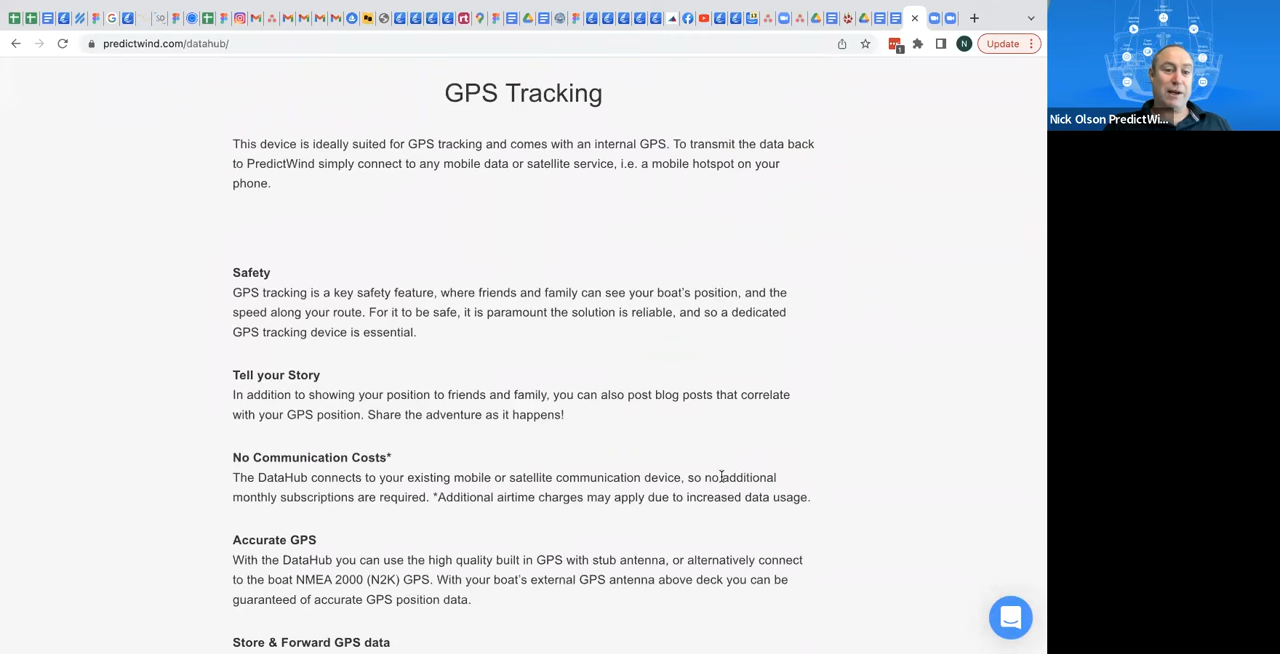 predictwind.com/datahub/
1
N
Update
GPS Tracking
This device is ideally suited for GPS tracking and comes with an internal GPS. To transmit the data back
to PredictWind simply connect to any mobile data or satellite service, i.e. a mobile hotspot on your
phone.
Safety
GPS tracking is a key safety feature, where friends and family can see your boat's position, and the
speed along your route. For it to be safe, it is paramount the solution is reliable, and so a dedicated
GPS tracking device is essential.
Tell your Story
In addition to showing your position to friends and family, you can also post blog posts that correlate
with your GPS position. Share the adventure as it happens!
No Communication Costs*
The DataHub connects to your existing mobile or satellite communication device, so no additional
monthly subscriptions are required. *Additional airtime charges may apply due to increased data usage.
Accurate GPS
With the DataHub you can use the high quality built in GPS with stub antenna, or alternatively connect
to the boat NMEA 2000 (N2K) GPS. With your boat's external GPS antenna above deck you can be
guaranteed of accurate GPS position data.
Store & Forward GPS data
Nick Olson PredictWi...